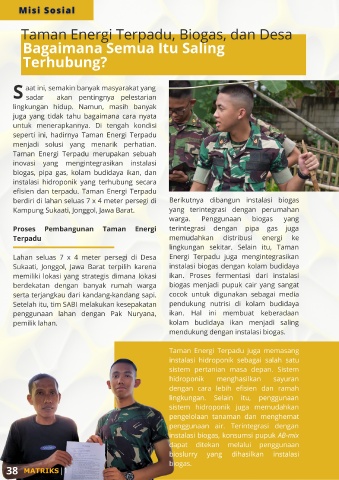 Misi Sosial
Taman Energi Terpadu, Biogas, dan Desa
Bagaimana Semua Itu Saling
Terhubung?
Saat ini, semakin banyak masyarakat yang
sadar akan pentingnya pelestarian
lingkungan hidup. Namun, masih banyak
juga yang tidak tahu bagaimana cara nyata
untuk menerapkannya. Di tengah kondisi
seperti ini, hadirnya Taman Energi Terpadu
menjadi solusi yang menarik perhatian.
Taman Energi Terpadu merupakan sebuah
inovasi yang mengintegrasikan instalasi
biogas, pipa gas, kolam budidaya ikan, dan
instalasi hidroponik yang terhubung secara
efisien dan terpadu. Taman Energi Terpadu
berdiri di lahan seluas 7 x 4 meter persegi di
Kampung Sukaati, Jonggol, Jawa Barat.
Proses Pembangunan Taman Energi
Terpadu
Lahan seluas 7 x 4 meter persegi di Desa
Sukaati, Jonggol, Jawa Barat terpilih karena
memiliki lokasi yang strategis dimana lokasi
berdekatan dengan banyak rumah warga
serta terjangkau dari kandang-kandang sapi.
Setelah itu, tim SABI melakukan kesepakatan
penggunaan lahan dengan Pak Nuryana,
pemilik lahan.
Berikutnya dibangun instalasi biogas
yang terintegrasi dengan perumahan
warga. Penggunaan biogas yang
terintegrasi dengan pipa gas juga
memudahkan distribusi energi ke
lingkungan sekitar. Selain itu, Taman
Energi Terpadu juga mengintegrasikan
instalasi biogas dengan kolam budidaya
ikan. Proses fermentasi dari instalasi
biogas menjadi pupuk cair yang sangat
cocok untuk digunakan sebagai media
pendukung nutrisi di kolam budidaya
ikan. Hal ini membuat keberadaan
kolam budidaya ikan menjadi saling
mendukung dengan instalasi biogas.
Taman Energi Terpadu juga memasang
instalasi hidroponik sebagai salah satu
sistem pertanian masa depan. Sistem
hidroponik menghasilkan sayuran
dengan cara lebih efisien dan ramah
lingkungan. Selain itu, penggunaan
sistem hidroponik juga memudahkan
pengelolaan tanaman dan menghemat
penggunaan air. Terintegrasi dengan
instalasi biogas, konsumsi pupuk AB-mix
dapat ditekan melalui penggunaan
bioslurry yang dihasilkan instalasi
biogas.
38 MATRIKS |